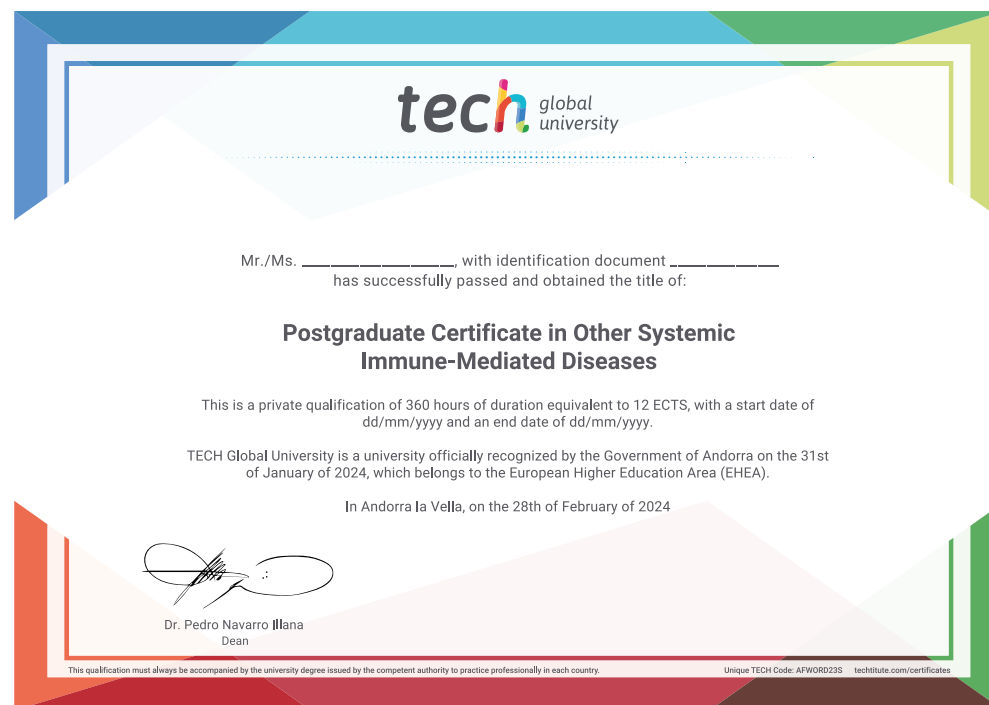 tech global university
Mr./Ms. ___________________, with identification document ______________
has successfully passed and obtained the title of:
Postgraduate Certificate in Other Systemic
Immune-Mediated Diseases
This is a private qualification of 360 hours of duration equivalent to 12 ECTS, with a start date of
dd/mm/yyyy and an end date of dd/mm/yyyy.
TECH Global University is a university officially recognized by the Government of Andorra on the 31st
of January of 2024, which belongs to the European Higher Education Area (EHEA).
In Andorra la Vella, on the 28th of February of 2024
Dr. Pedro Navarro Illana
Dean
This qualification must always be accompanied by the university degree issued by the competent authority to practice professionally in each country.
Unique TECH Code: AFWORD23S techtitute.com/certificates